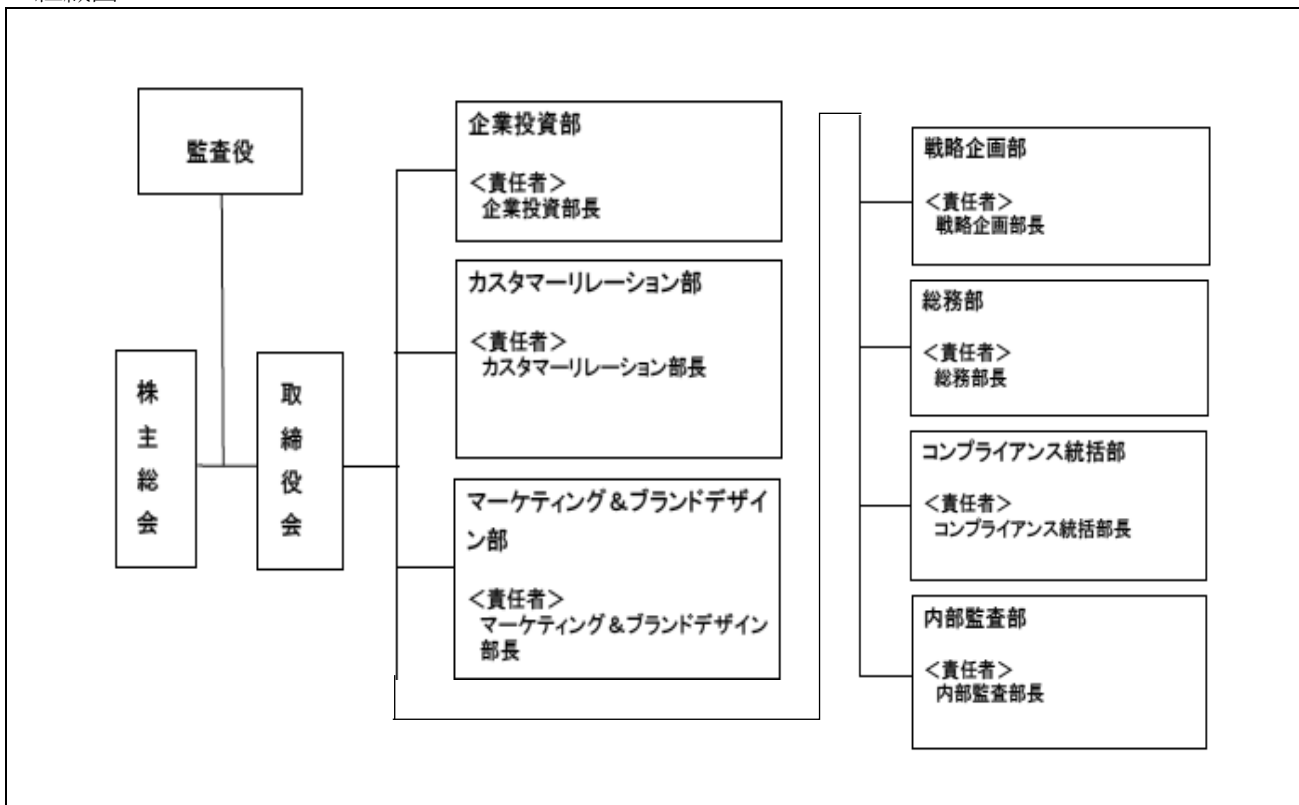 監査役
株主総会
取締役会
企業投資部
＜責任者＞
企業投資部長
カスタマーリレーション部
＜責任者＞
カスタマーリレーション部長
マーケティング＆ブランドデザイ
ン部
＜責任者＞
マーケティング＆ブランドデザイン
部長
戦略企画部
＜責任者＞
戦略企画部長
総務部
＜責任者＞
総務部長
コンプライアンス統括部
＜責任者＞
コンプライアンス統括部長
内部監査部
＜責任者＞
内部監査部長